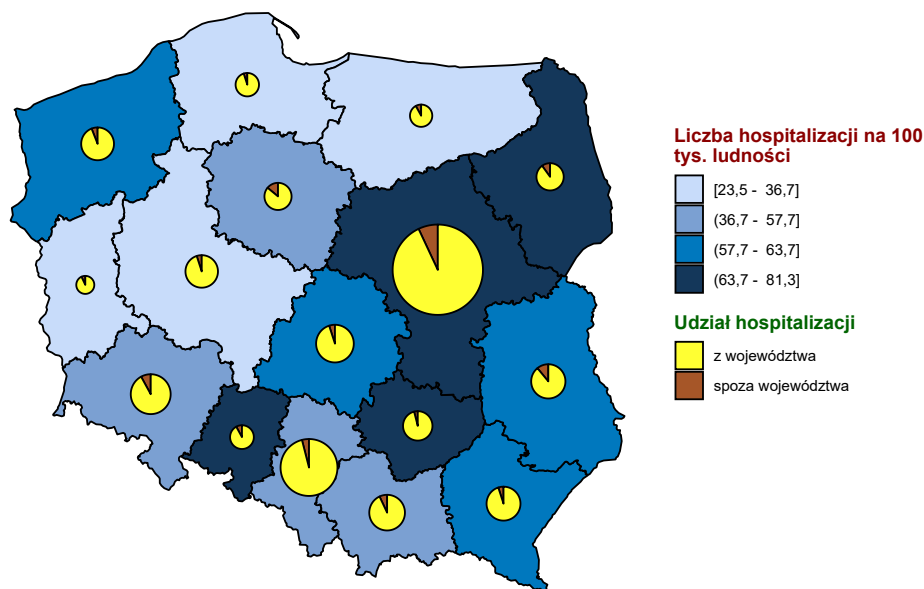 Liczba hospitalizacji na 100
tys. ludności
[23,5 - 36,7]
(36,7 - 57,7]
(57,7 - 63,7]
(63,7 - 81,3]
Udział hospitalizacji
z województwa
spoza województwa